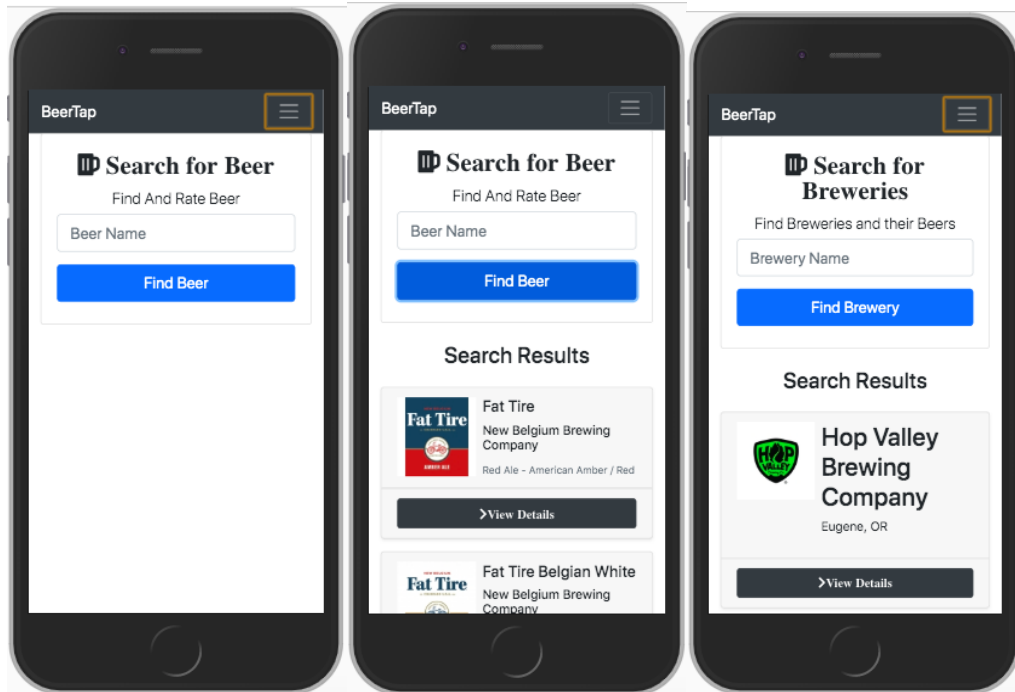 BeerTap
Search for Beer
Find And Rate Beer
Beer Name
Find Beer
BeerTap
Search for Beer
Find And Rate Beer
Beer Name
Find Beer
Search Results
Fat Tire
AMBER ALE
Fat Tire
New Belgium Brewing
Company
Red Ale - American Amber / Red
View Details
Fat Tire
Fat Tire Belgian White
New Belgium Brewing
Company
BeerTap
Search for
Breweries
Find Breweries and their Beers
Brewery Name
Find Brewery
Search Results
HOP
VALLEY
Hop Valley
Brewing
Company
Eugene, OR
View Details